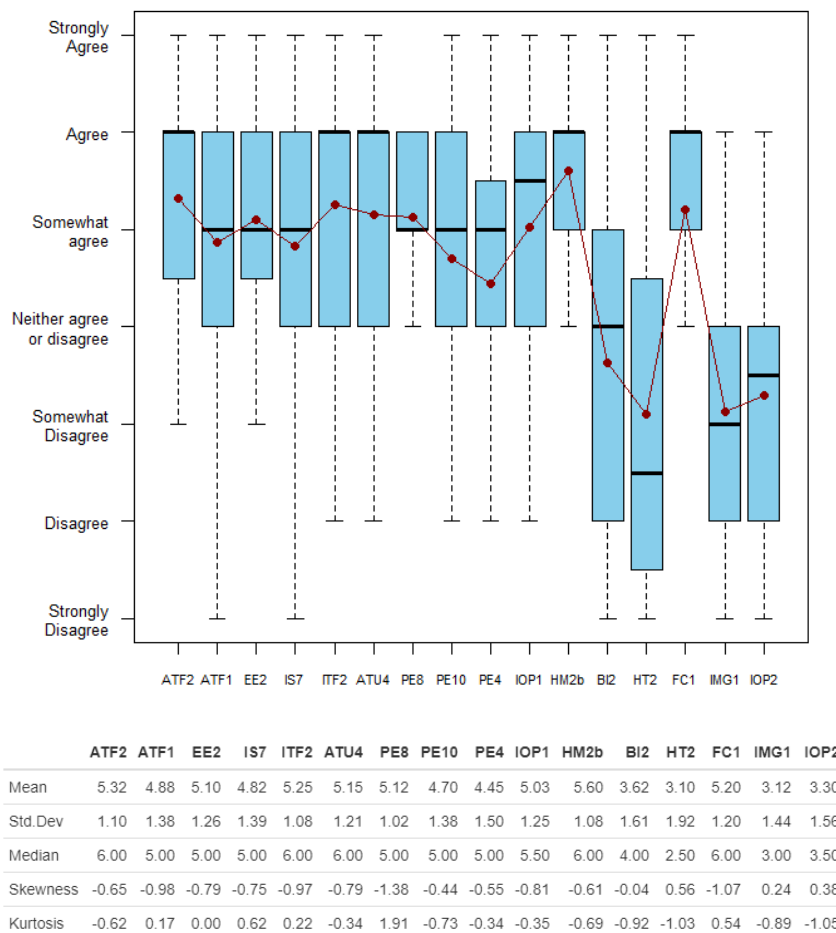 Strongly
Agree
Agree
Somewhat
agree
Neither agree
or disagree
Somewhat
Disagree
Disagree
Strongly
Disagree
ATF2 ATF1 EE2 IS7 ITF2 ATU4 PE8 PE10 PE4 IOP1 HM2b BI2 HT2 FC1 IMG1 IOP2
ATF2 ATF1 EE2 IS7 ITF2 ATU4 PE8 PE10 PE4 IOP1 HM2b BI2 HT2 FC1 IMG1 IOP2
Mean 5.32 4.88 5.10 4.82 5.25 5.15 5.12 4.70 4.45 5.03 5.60 3.62 3.10 5.20 3.12 3.30
Std.Dev 1.10 1.38 1.26 1.39 1.08 1.21 1.02 1.38 1.50 1.25 1.08 1.61 1.92 1.20 1.44 1.56
Median 6.00 5.00 5.00 5.00 6.00 6.00 5.00 5.00 5.00 5.50 6.00 4.00 2.50 6.00 3.00 3.50
Skewness -0.65 -0.98 -0.79 -0.75 -0.97 -0.79 -1.38 -0.44 -0.55 -0.81 -0.61 -0.04 0.56 -1.07 0.24 0.38
Kurtosis -0.62 0.17 0.00 0.62 0.22 -0.34 1.91 -0.73 -0.34 -0.35 -0.69 -0.92 -1.03 0.54 -0.89 -1.05